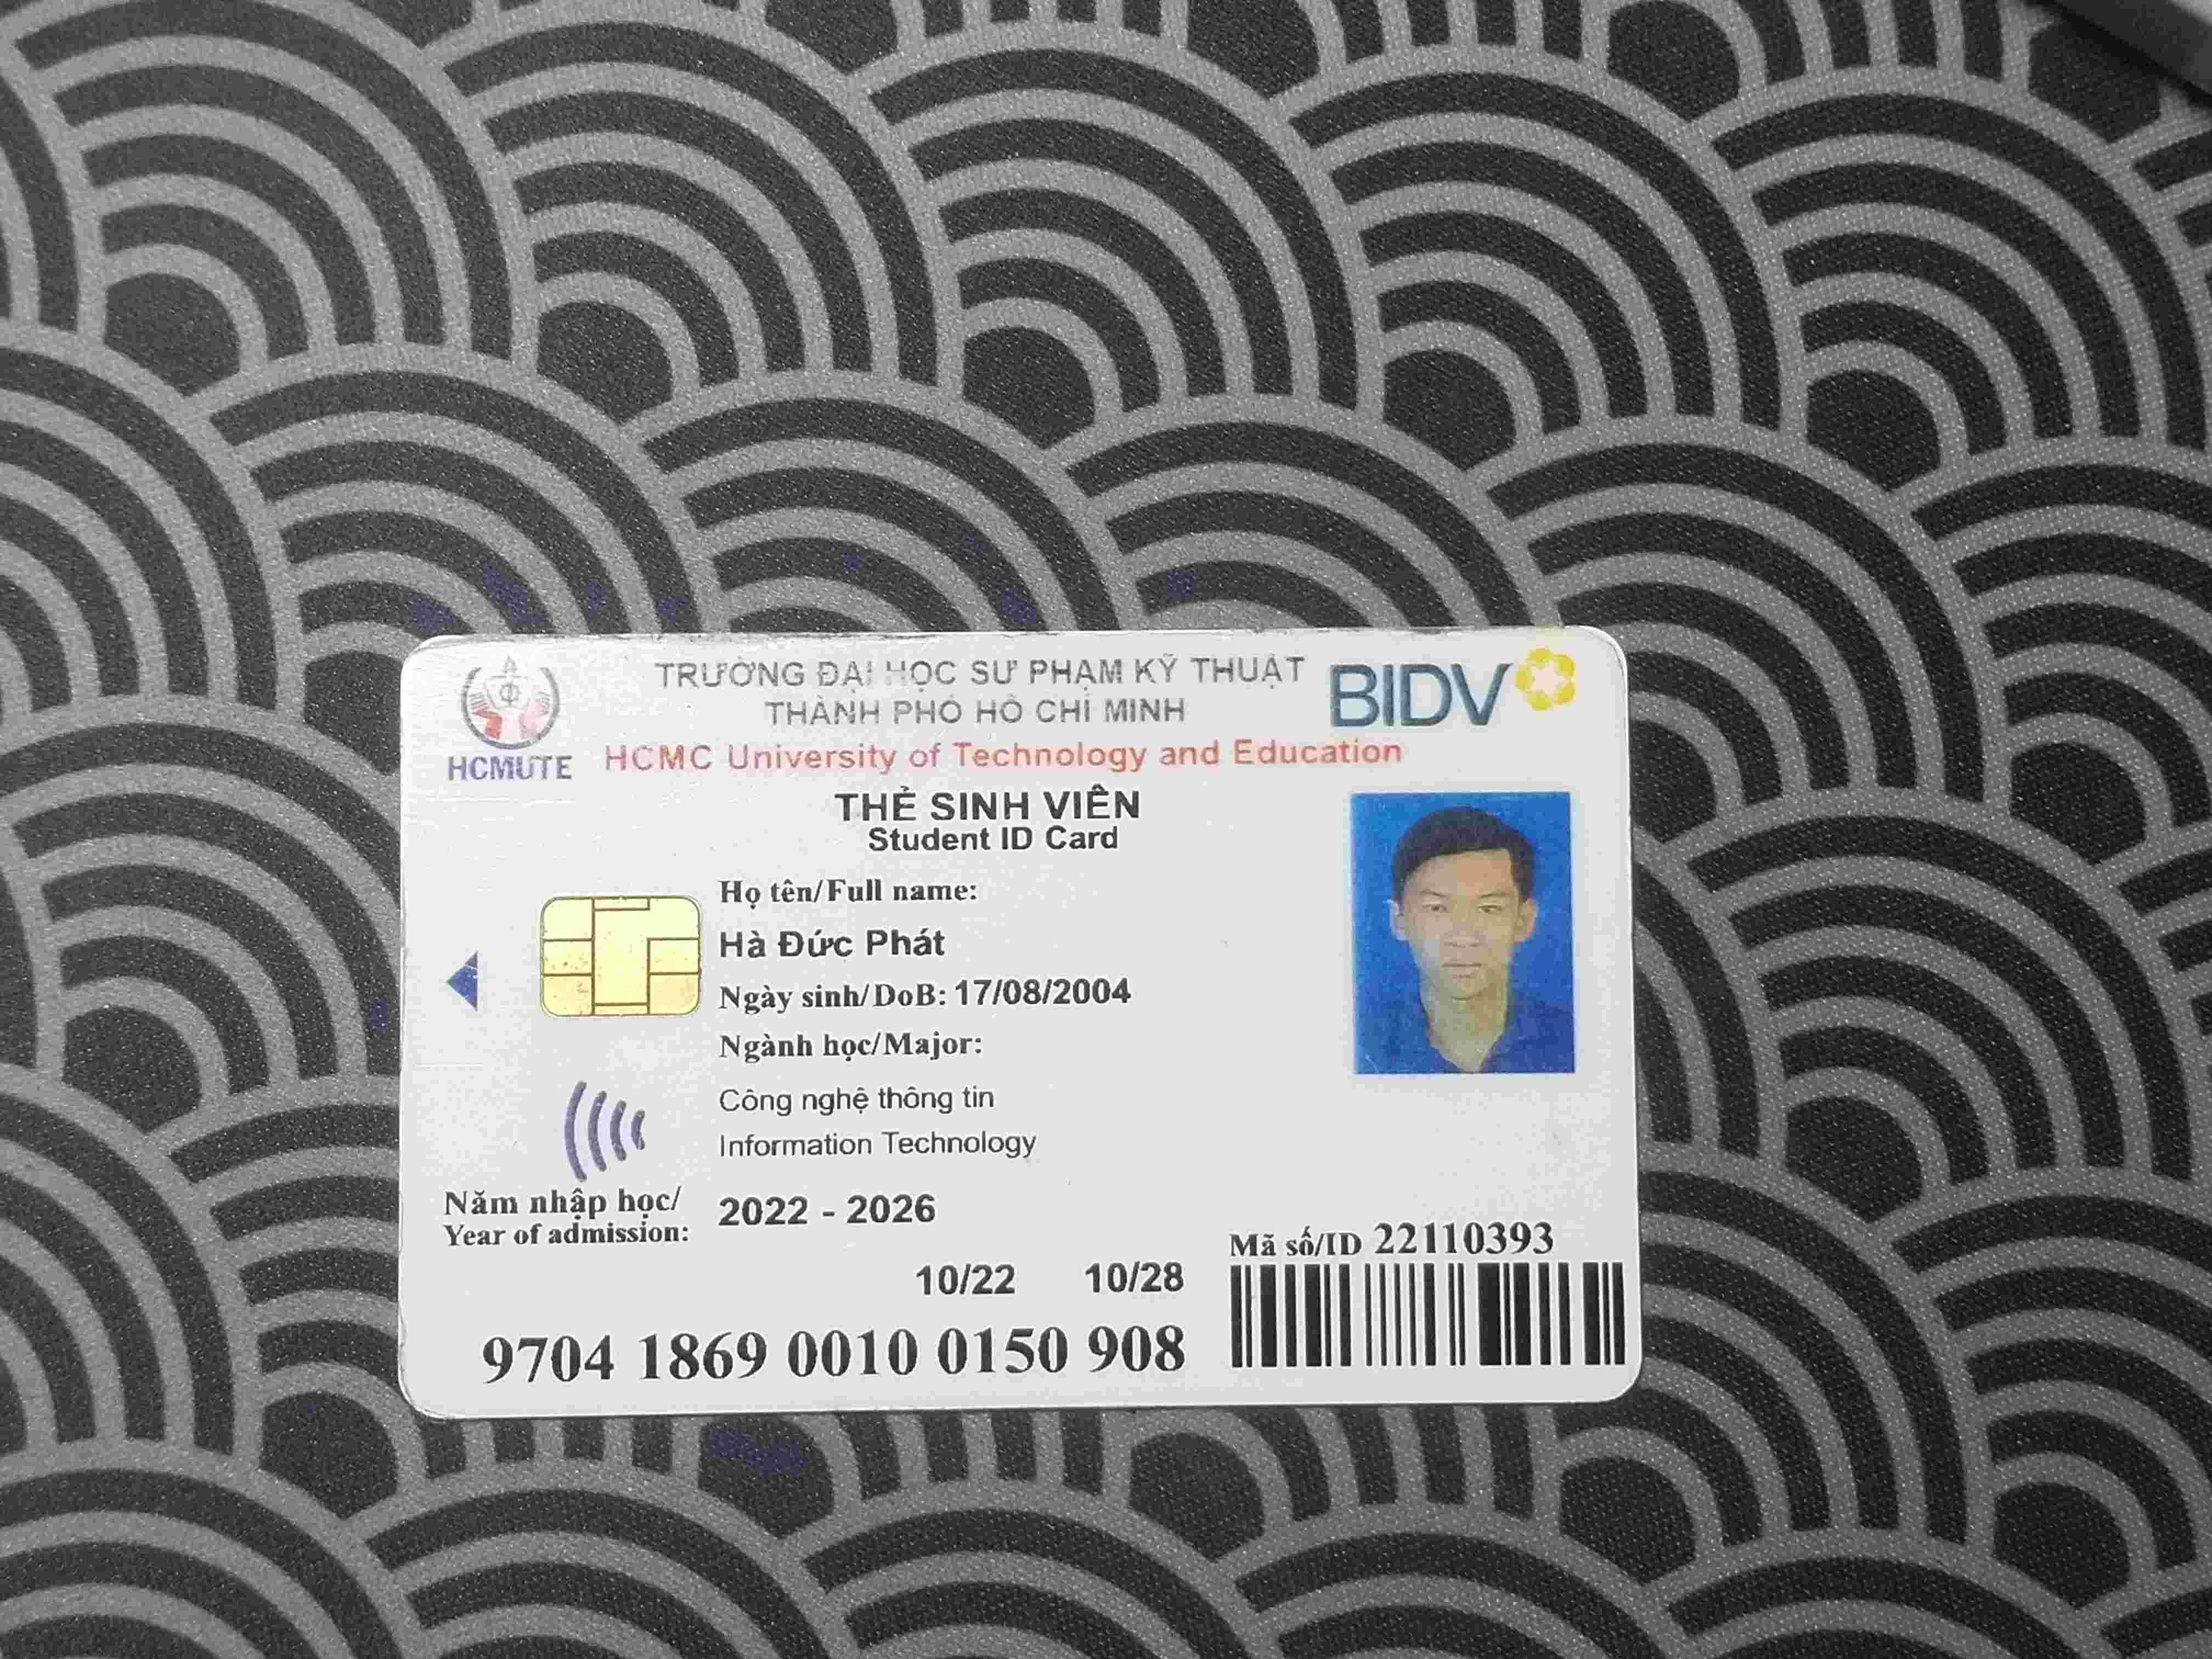 TRƯỜNG ĐẠI HỌC SƯ PHẠM KỸ THUẬT
THÀNH PHỐ HỒ CHÍ MINH
BIDV
HCMUTE
HCMC University of Technology and Education
THẺ SINH VIÊN
Student ID Card
Họ tên/Full name:
Hà Đức Phát
Ngày sinh/DoB: 17/08/2004
Ngành học/Major:
Công nghệ thông tin
Information Technology
Năm nhập học/
Year of admission: 2022 - 2026
Mã số/ID 22110393
10/22 10/28
9704 1869 0010 0150 908